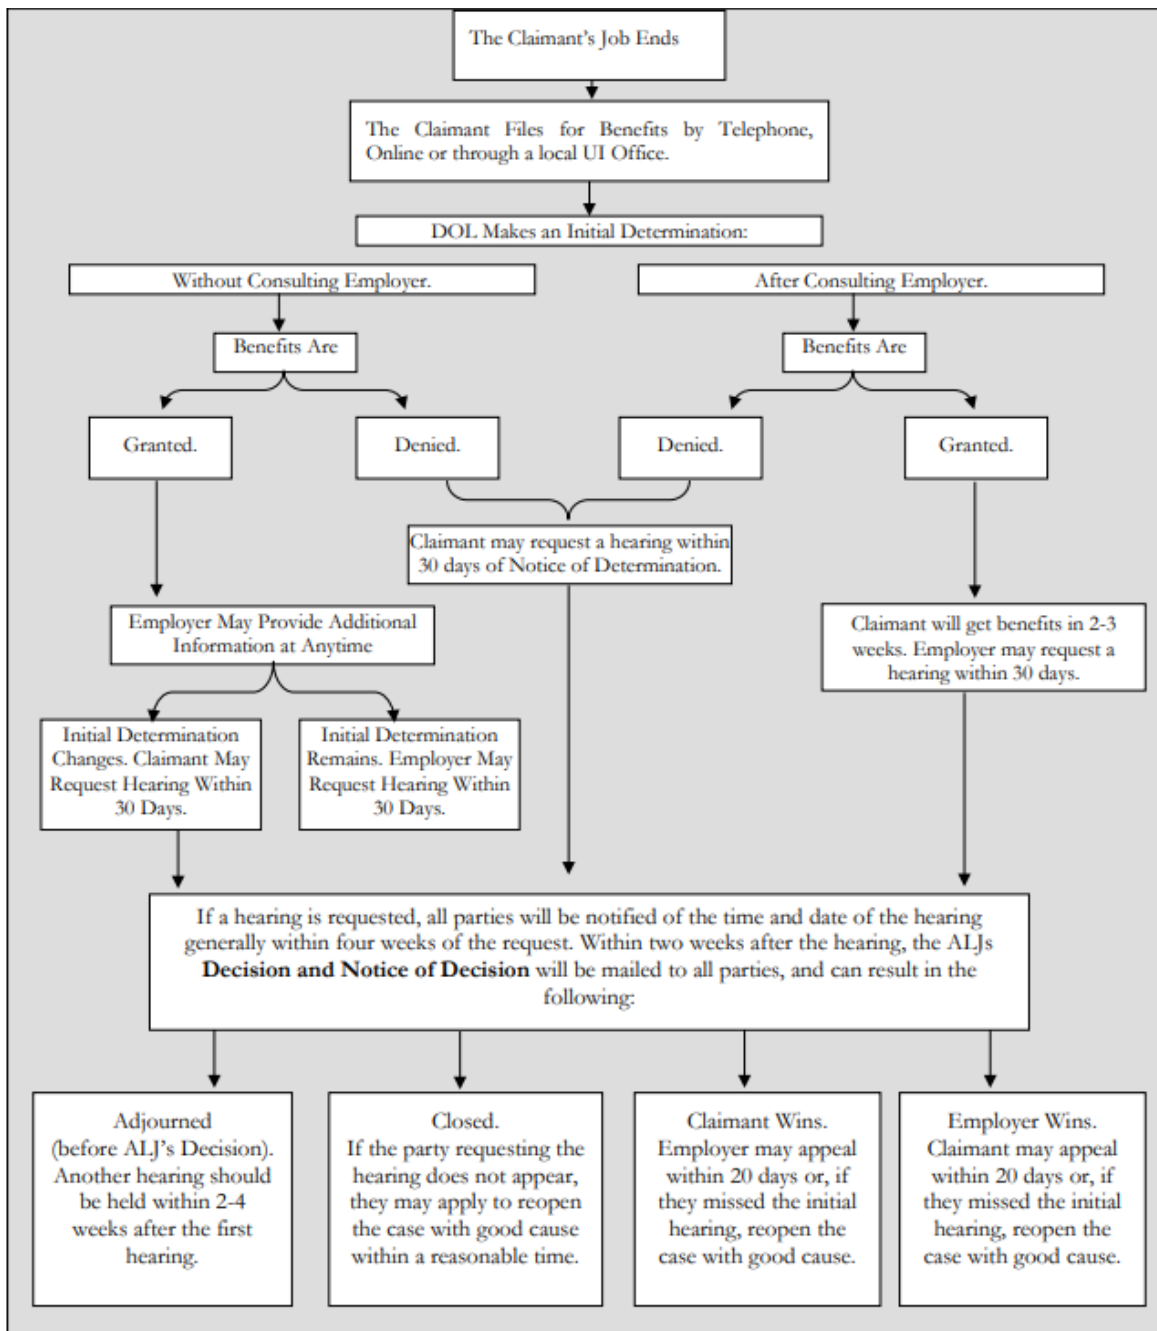 The Claimant's Job Ends
The Claimant Files for Benefits by Telephone,
Online or through a local UI Office.
DOL Makes an Initial Determination:
Without Consulting Employer.
After Consulting Employer.
Benefits Are
Benefits Are
Granted.
Denied.
Denied.
Granted.
Claimant may request a hearing within
30 days of Notice of Determination.
Employer May Provide Additional
Information at Anytime
Claimant will get benefits in 2-3
weeks. Employer may request a
hearing within 30 days.
Initial Determination
Changes. Claimant May
Request Hearing Within
30 Days.
Initial Determination
Remains. Employer May
Request Hearing Within
30 Days.
If a hearing is requested, all parties will be notified of the time and date of the hearing
generally within four weeks of the request. Within two weeks after the hearing, the ALJs
Decision and Notice of Decision will be mailed to all parties, and can result in the
following:
Adjourned
(before ALJ's Decision).
Another hearing should
be held within 2-4
weeks after the first
hearing.
Closed.
If the party requesting the
hearing does not appear,
they may apply to reopen
the case with good cause
within a reasonable time.
Claimant Wins.
Employer may appeal
within 20 days or, if
they missed the initial
hearing, reopen the
case with good cause.
Employer Wins.
Claimant may appeal
within 20 days or, if
they missed the initial
hearing, reopen the
case with good cause.